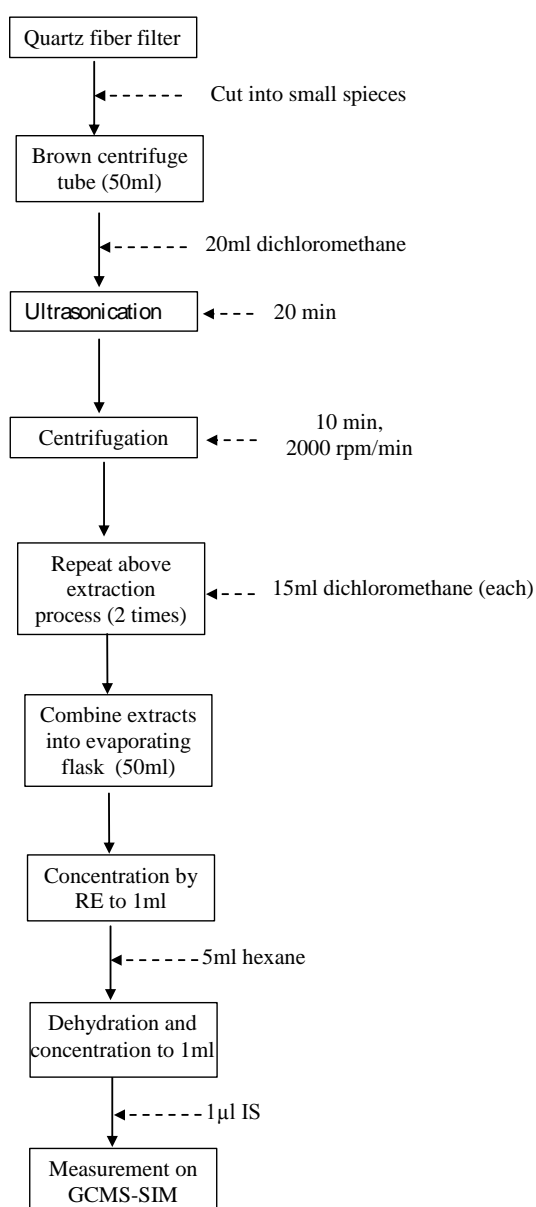 Quartz fiber filter
Cut into small spieces
Brown centrifuge
tube (50ml)
20ml dichloromethane
Ultrasonication
20 min
Centrifugation
10 min,
2000 rpm/min
Repeat above
extraction
process (2 times)
15ml dichloromethane (each)
Combine extracts
into evaporating
flask (50ml)
Concentration by
RE to 1ml
5ml hexane
Dehydration and
concentration to 1ml
1µl IS
Measurement on
GCMS-SIM